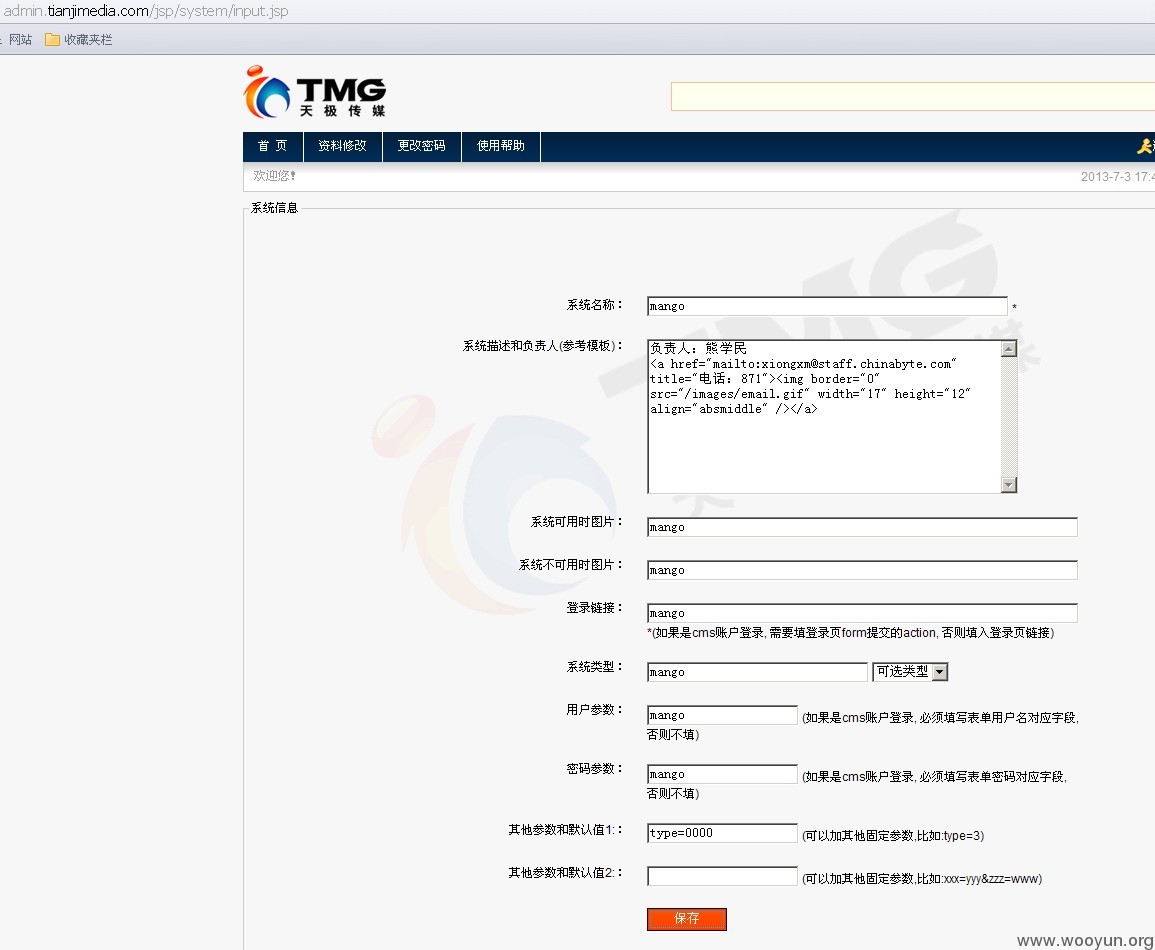 admin.tianjimedia.com/jsp/system/input.jsp
网站 收藏夹栏
TMG
天极传媒
首 页 资料修改 更改密码 使用帮助
欢迎您! 2013-7-3 17:4
系统信息
系统名称: mango *
系统描述和负责人(参考模板): 负责人: 熊学民
<a href="mailto:xiongxm@staff.chinabyte.com"
title="电话: 871"><img border="0"
src="/images/email.gif" width="17" height="12"
align="absmiddle" /></a>
系统可用时图片: mango
系统不可用时图片: mango
登录链接: mango
*(如果是cms账户登录, 需要填登录页form提交的action, 否则填入登录页链接)
系统类型: mango 可选类型
用户参数: mango (如果是cms账户登录, 必须填写表单用户名对应字段,
否则不填)
密码参数: mango (如果是cms账户登录, 必须填写表单密码对应字段,
否则不填)
其他参数和默认值1:: type=0000 (可以加其他固定参数,比如:type=3)
其他参数和默认值2:: (可以加其他固定参数,比如:xxx=yyy&zzz=www)
保存
www.wooyun.org